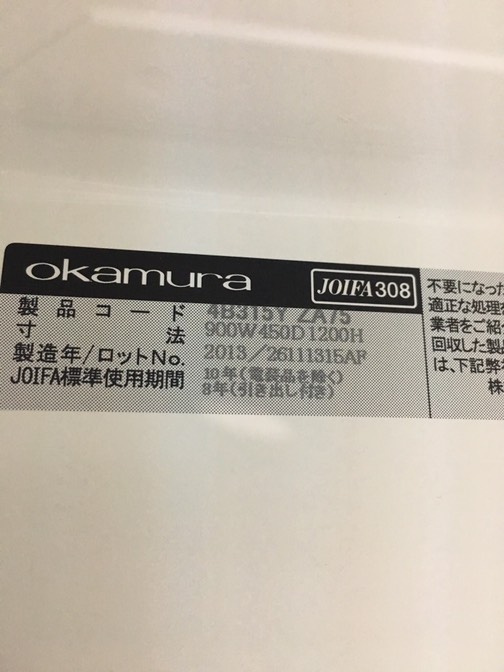 okamura
JOIFA308
製品コード 4B315Y ZA75
寸法 900W450D1200H
製造年/ロットNo. 2013/26111315AF
JOIFA標準使用期間 10年(電装品を除く)
8年(引き出し付き)
不要になった
適正な処理
業者をご紹
回収した製
は、下記弊
株